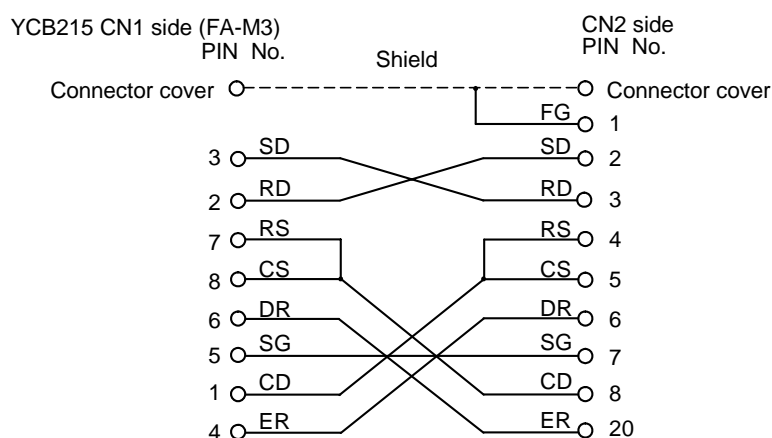 YCB215 CN1 side (FA-M3)
PIN No.
CN2 side
PIN No.
Shield
Connector cover
Connector cover
FG 1
3 SD SD 2
2 RD RD 3
7 RS RS 4
8 CS CS 5
6 DR DR 6
5 SG SG 7
1 CD CD 8
4 ER ER 20